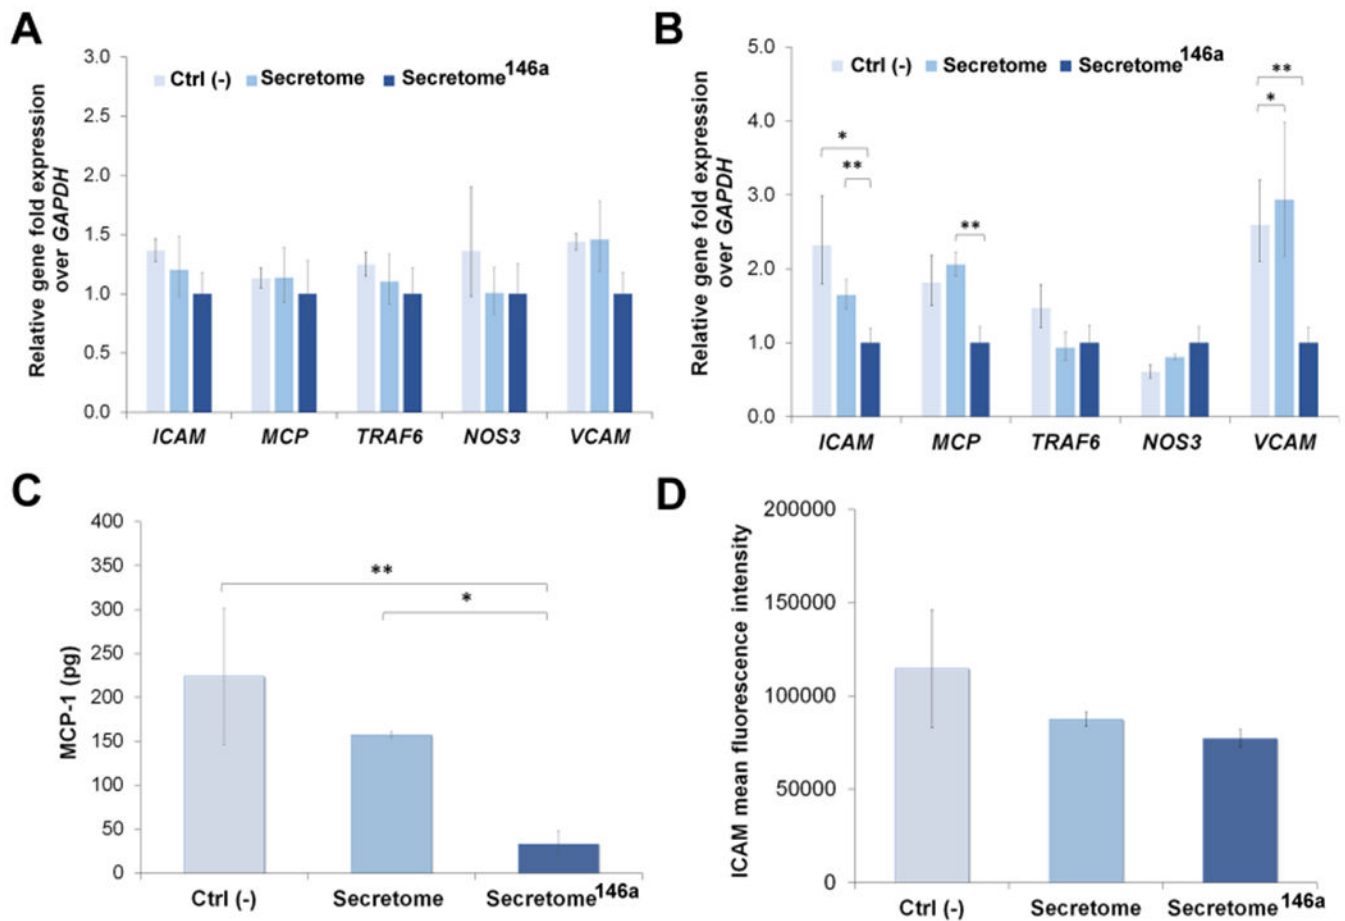 A
Relative gene fold expression
over GAPDH
3.0
2.5
2.0
1.5
1.0
0.5
0.0
Ctrl (-) Secretome Secretome146a
ICAM MCP TRAF6 NOS3 VCAM
B
Relative gene fold expression
over GAPDH
5.0
4.0
3.0
2.0
1.0
0.0
Ctrl (-) Secretome Secretome146a
*
**
**
**
*
ICAM MCP TRAF6 NOS3 VCAM
C
MCP-1 (pg)
400
350
300
250
200
150
100
50
0
**
*
Ctrl (-) Secretome Secretome146a
D
ICAM mean fluorescence intensity
200000
150000
100000
50000
0
Ctrl (-) Secretome Secretome146a